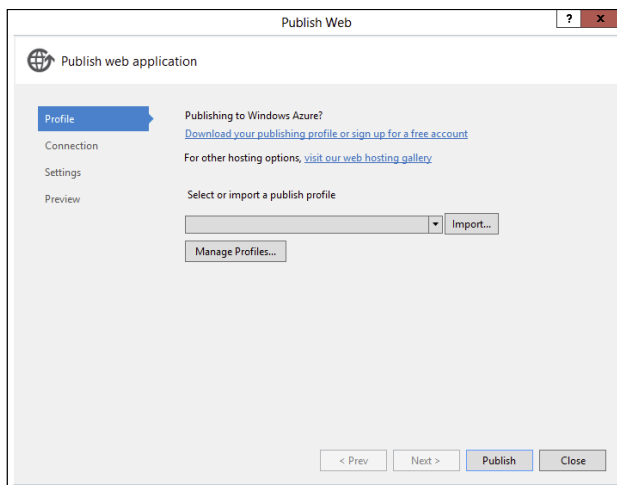 Publish Web
?
x
Publish web application
Profile
Connection
Settings
Preview
Publishing to Windows Azure?
Download your publishing profile or sign up for a free account
For other hosting options, visit our web hosting gallery
Select or import a publish profile
Import...
Manage Profiles...
< Prev
Next >
Publish
Close